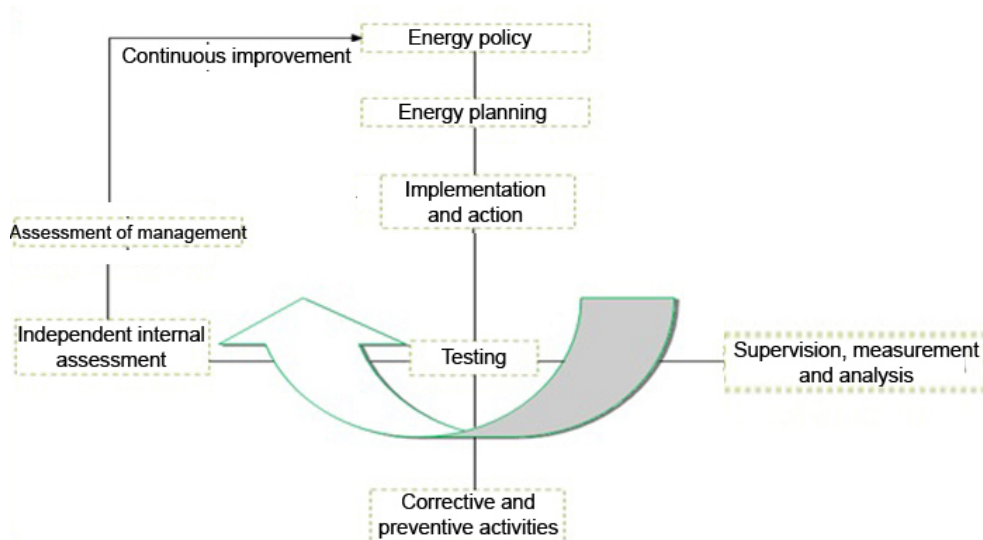 Energy policy
Continuous improvement
Energy planning
Implementation
and action
Assessment of management
Independent internal
assessment
Testing
Supervision, measurement
and analysis
Corrective and
preventive activities